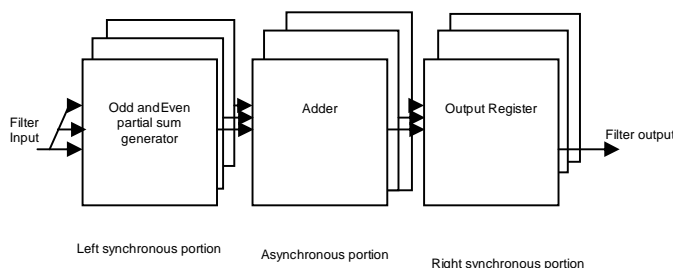 Filter
Input
Odd and Even
partial sum
generator
Adder
Output Register
Filter output
Left synchronous portion
Asynchronous portion
Right synchronous portion